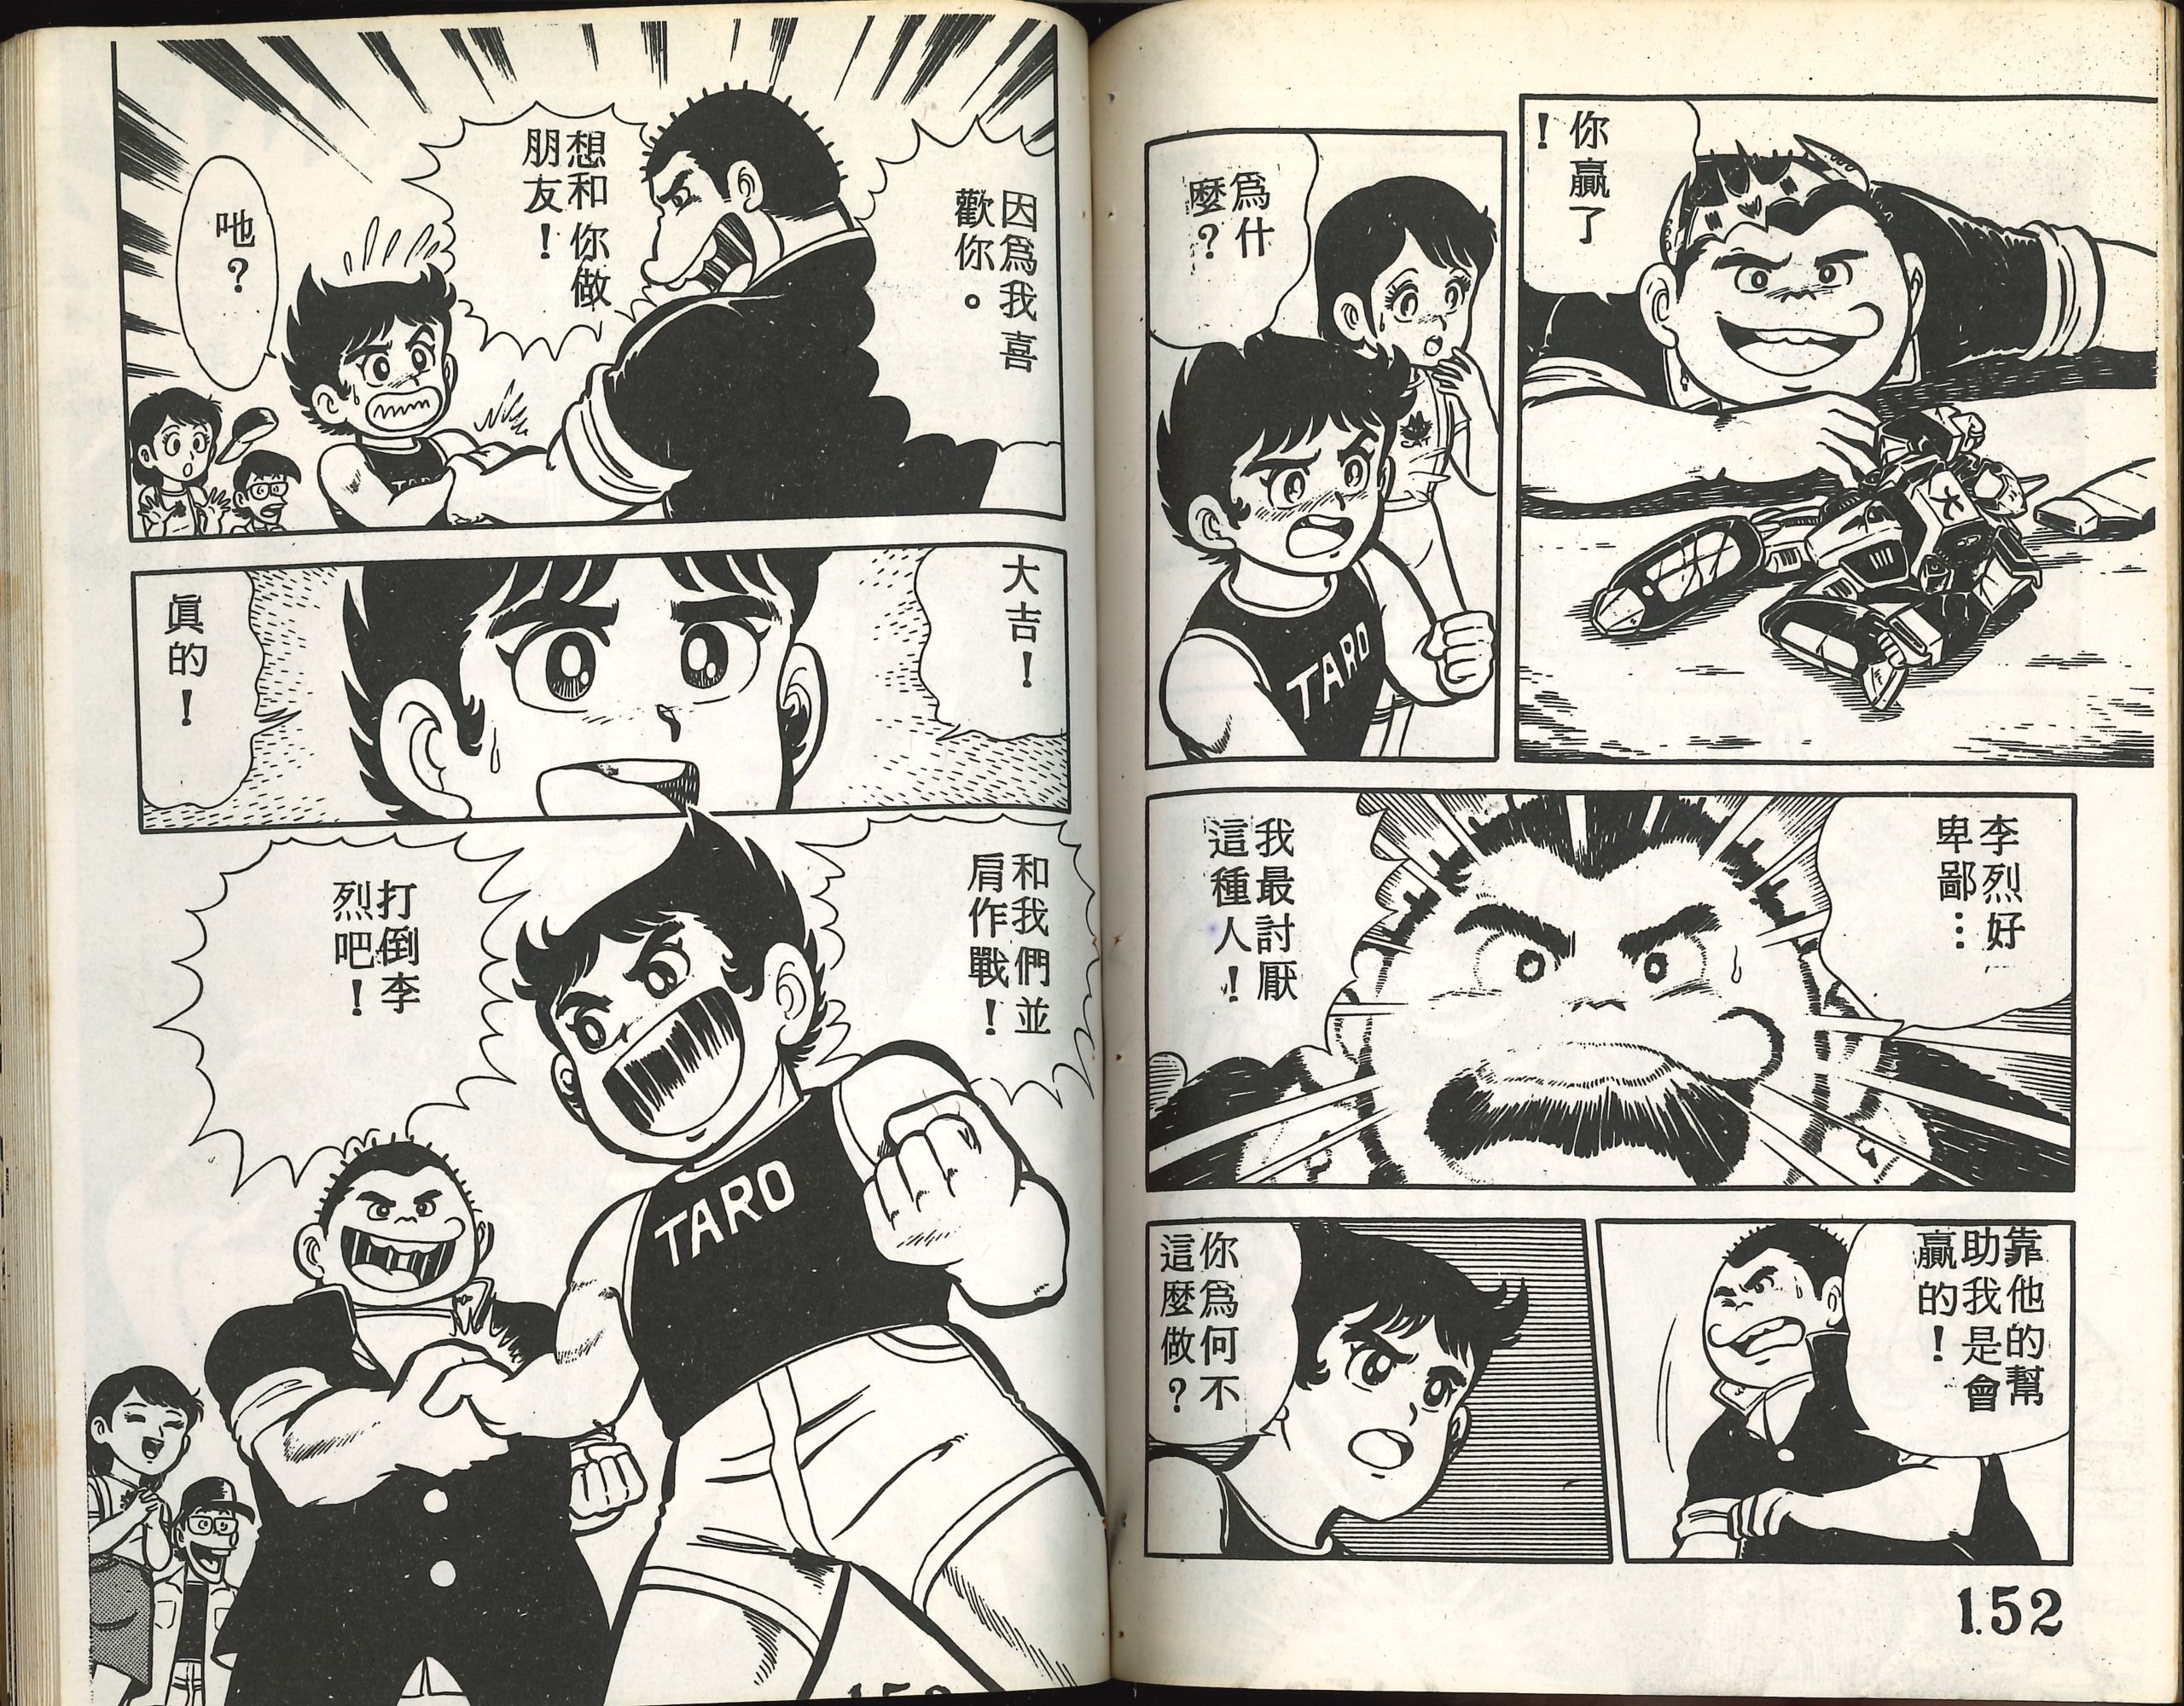 你贏了
！
爲什
麼？
TARO
李烈好
卑鄙…
我最討厭
這種人！
靠他的幫
助我是會
贏的！
你爲何不
這麼做？
152
因爲我喜
歡你。
想和你做
朋友！
吔？
大吉！
眞的！
和我們並
肩作戰！
打倒李
烈吧！
TARO